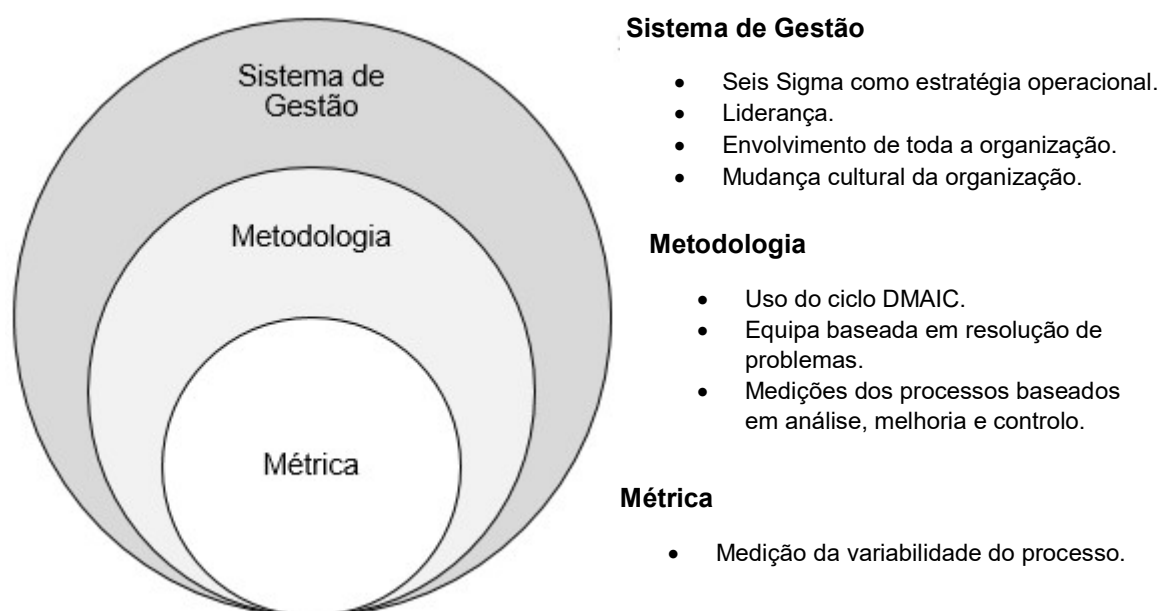 Sistema de
Gestão
Metodologia
Métrica
Sistema de Gestão
• Seis Sigma como estratégia operacional.
• Liderança.
• Envolvimento de toda a organização.
• Mudança cultural da organização.
Metodologia
• Uso do ciclo DMAIC.
• Equipa baseada em resolução de
problemas.
• Medições dos processos baseados
em análise, melhoria e controlo.
Métrica
• Medição da variabilidade do processo.